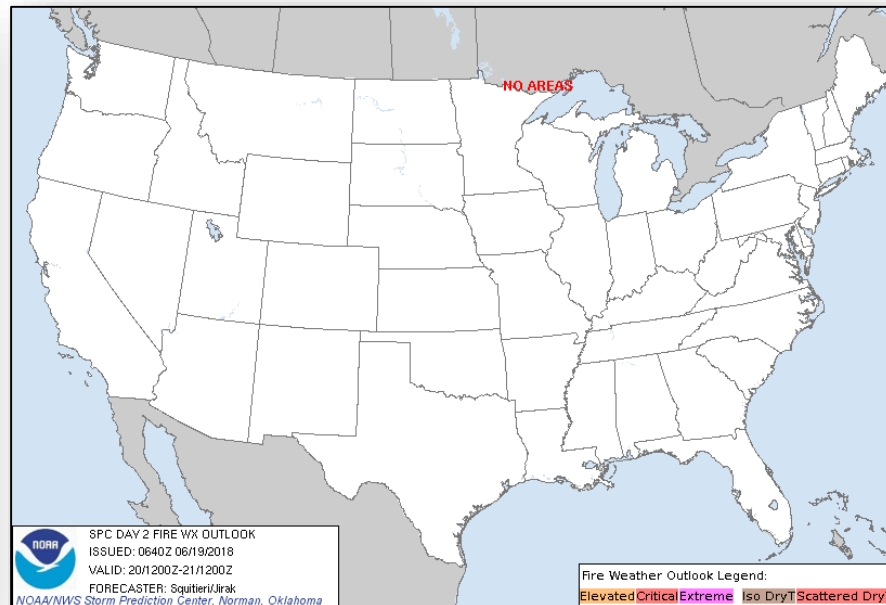 NO AREAS
NOAA
SPC DAY 2 FIRE WX OUTLOOK
ISSUED: 0640Z 06/19/2018
VALID: 20/1200Z-21/1200Z
FORECASTER: Squitieri/Jirak
NOAA/NWS Storm Prediction Center, Norman, Oklahoma
Fire Weather Outlook Legend:
Elevated Critical Extreme Iso DryT Scattered Dry